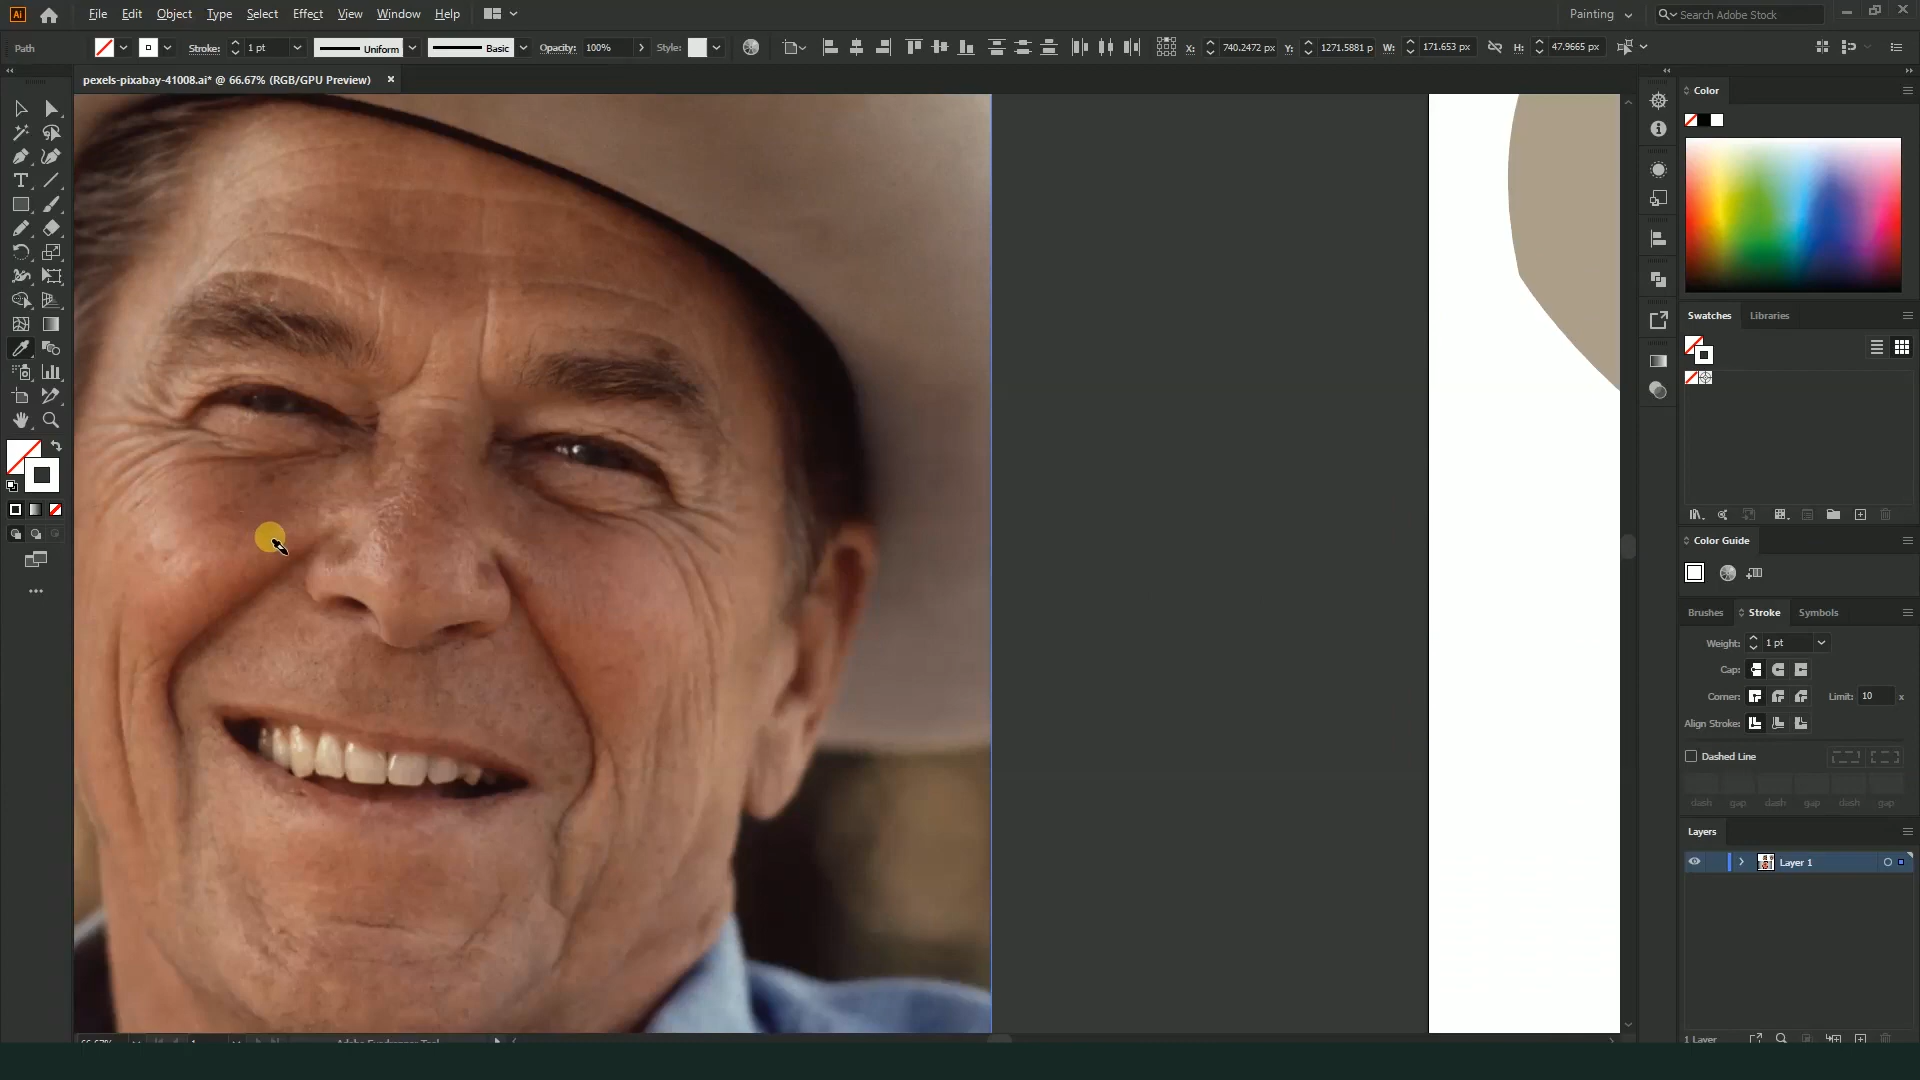 Ai File Edit Object Type Select Effect View Window Help Painting Search Adobe Stock
Path Stroke: 1 pt Uniform Basic Opacity: 100% Style: X: 740.2472 px Y: 1271.5881 p W: 171.653 px H: 47.9665 px
pexels-pixabay-41008.ai* @ 66.67% (RGB/GPU Preview) ×
Color
Swatches Libraries
Color Guide
Brushes Stroke Symbols
Weight: 1 pt
Cap:
Corner: Limit: 10 x
Align Stroke:
Dashed Line
dash gap dash gap dash gap
Layers
Layer 1
1 Layer